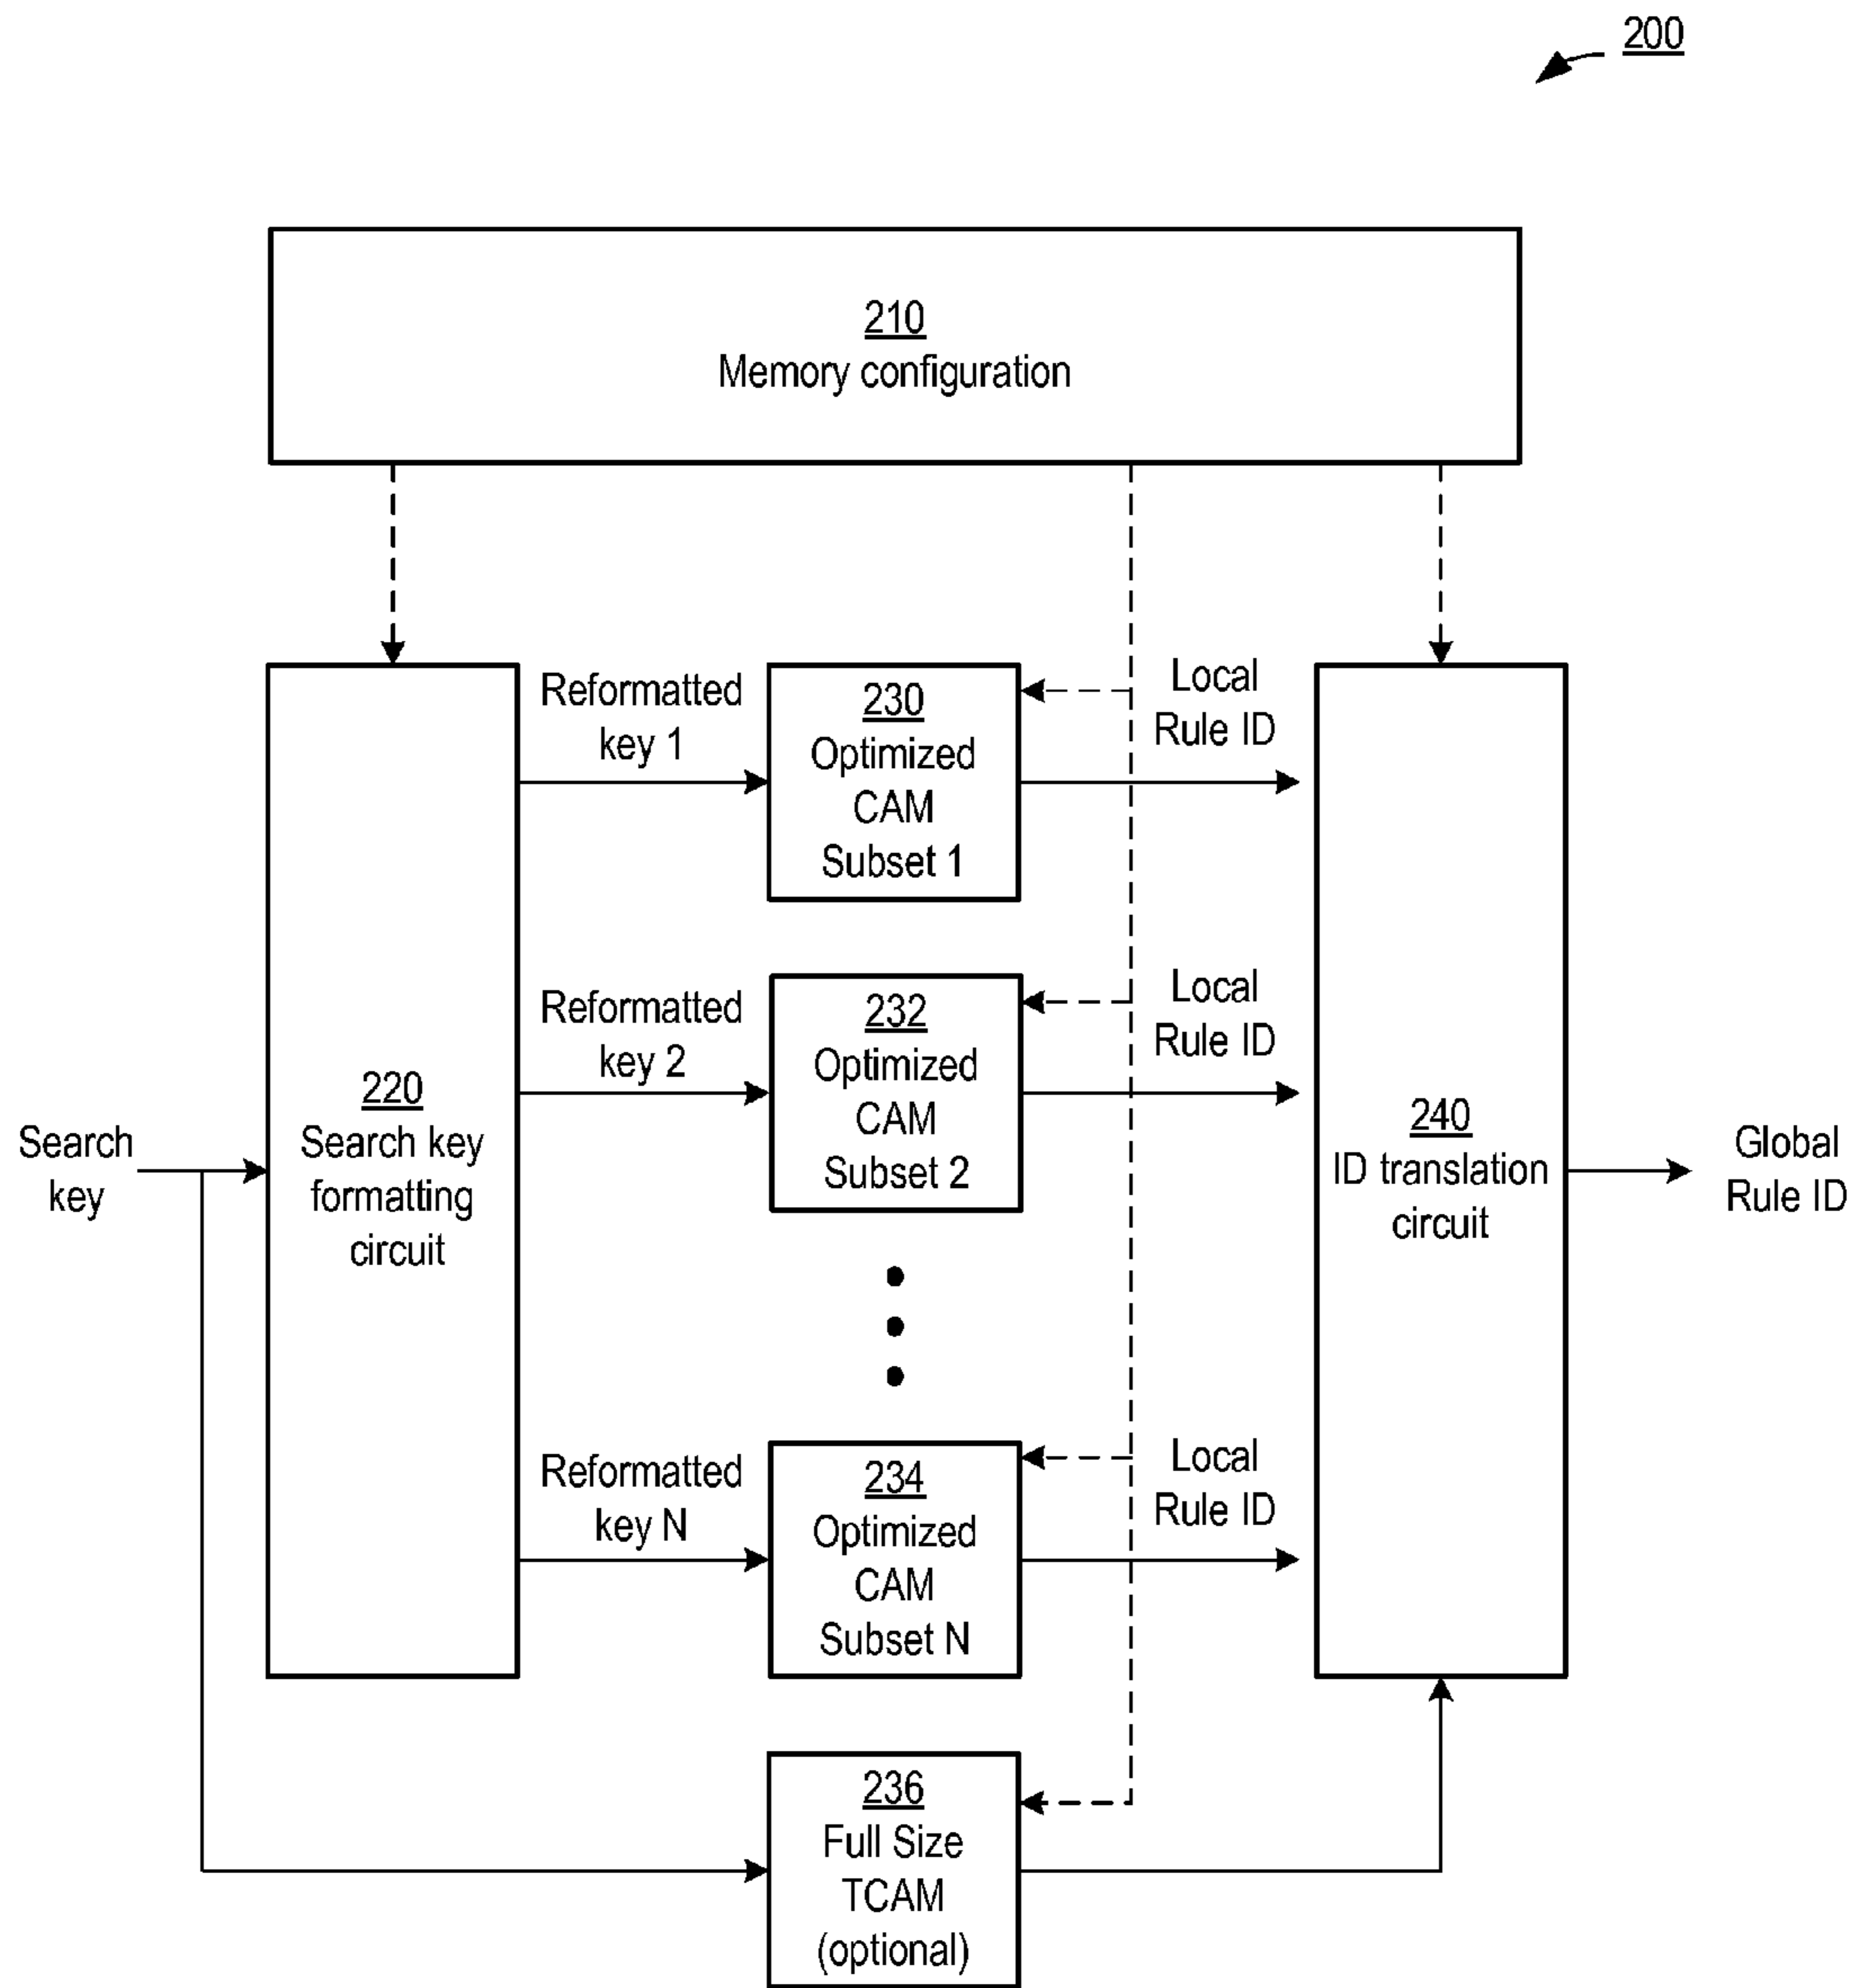 200
210
Memory configuration
Reformatted
key 1
230
Optimized
CAM
Subset 1
Local
Rule ID
Reformatted
key 2
232
Optimized
CAM
Subset 2
Local
Rule ID
Search
key
220
Search key
formatting
circuit
240
ID translation
circuit
Global
Rule ID
Reformatted
key N
234
Optimized
CAM
Subset N
Local
Rule ID
236
Full Size
TCAM
(optional)